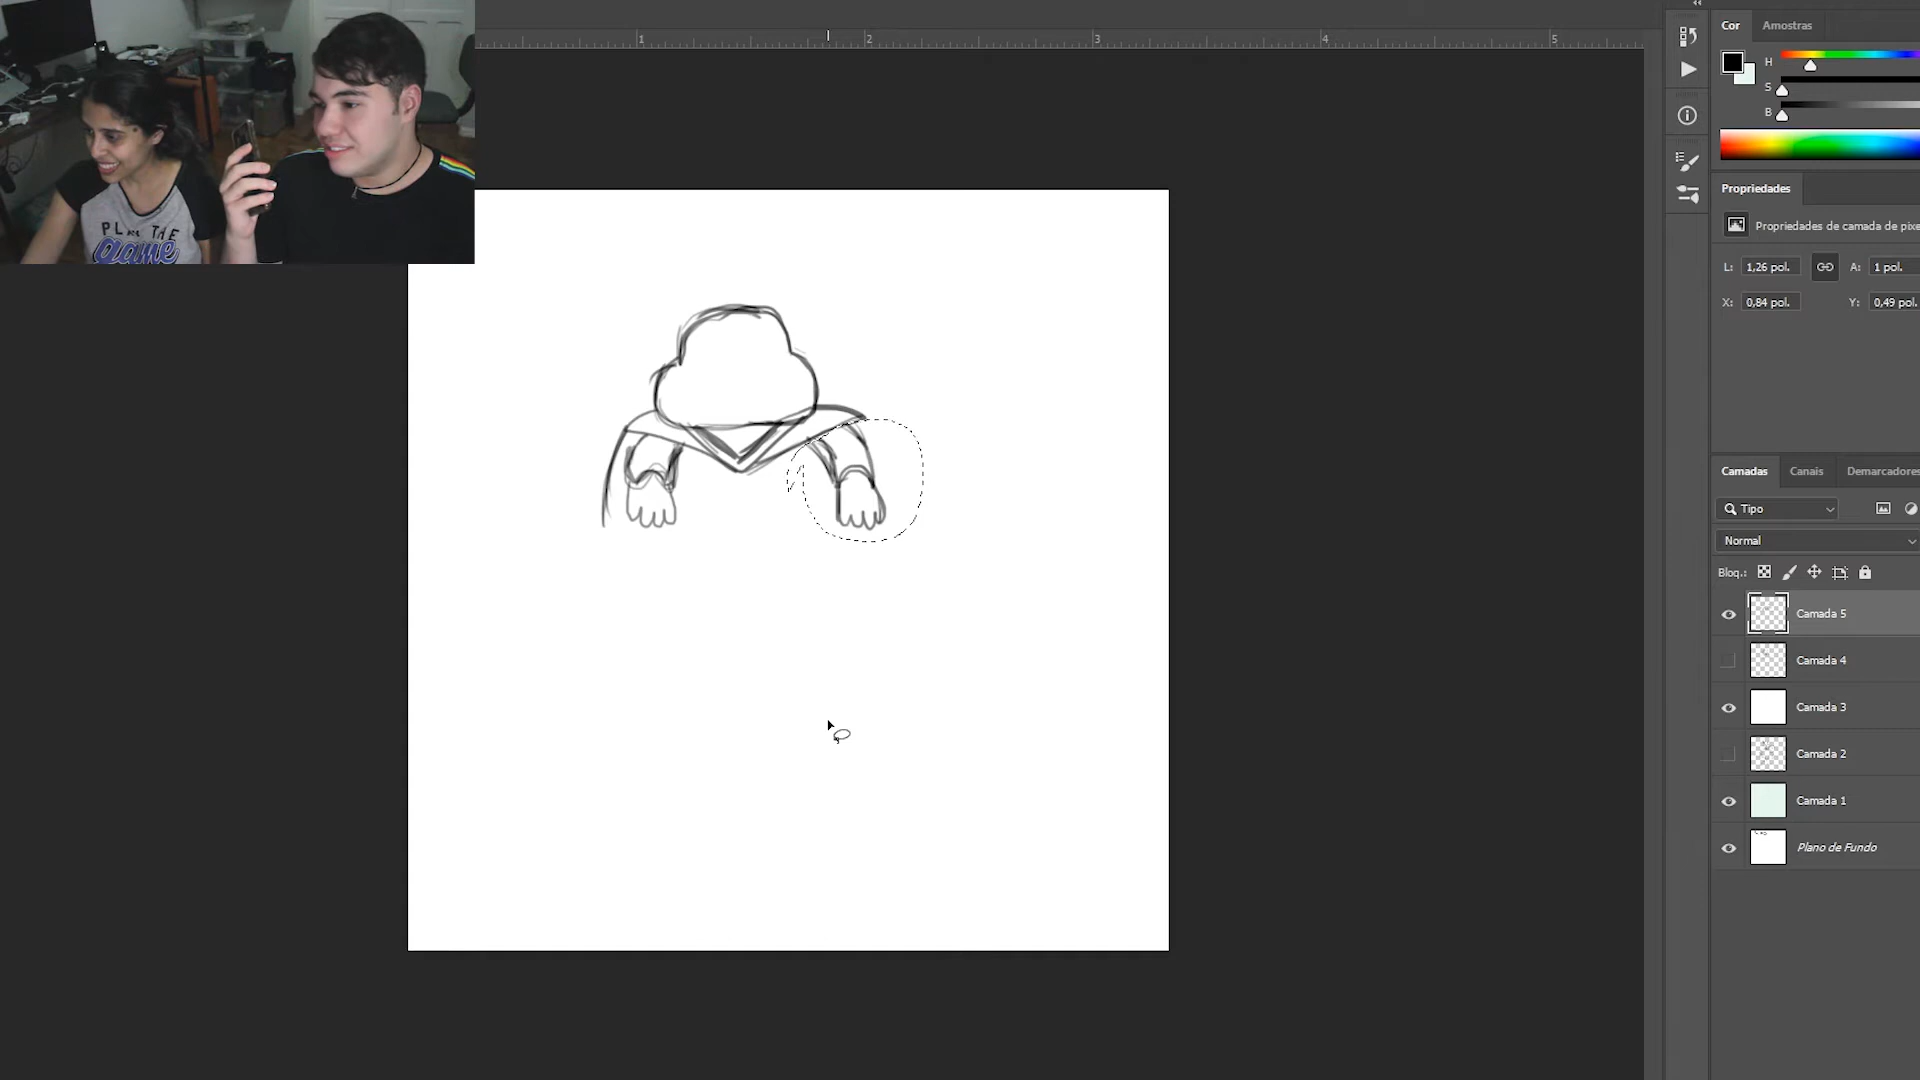 PLAY THE
game
1
2
3
4
5
Cor
Amostras
H
S
B
Propriedades
Propriedades de camada de pixe
L: 1,26 pol.
A: 1 pol.
X: 0,84 pol.
Y: 0,49 pol.
Camadas
Canais
Demarcadores
Tipo
Normal
Bloq.:
Camada 5
Camada 4
Camada 3
Camada 2
Camada 1
Plano de Fundo